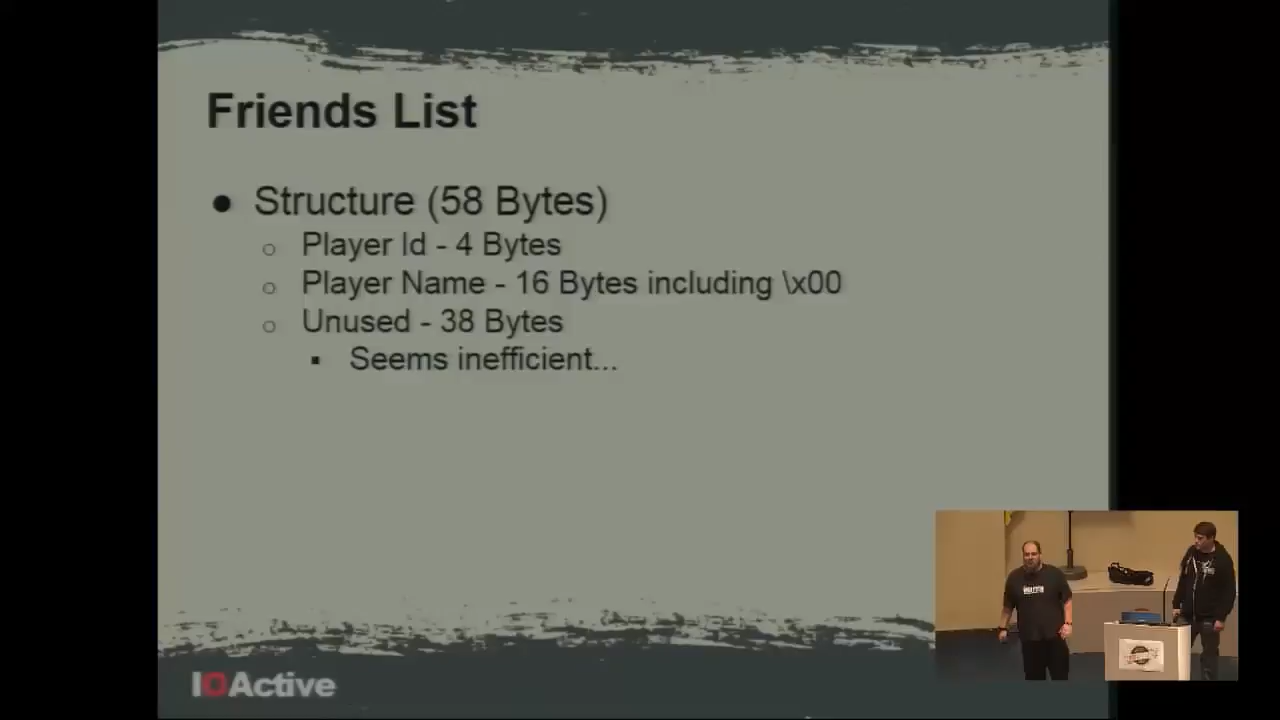 Friends List
● Structure (58 Bytes)
○ Player Id - 4 Bytes
○ Player Name - 16 Bytes including \x00
○ Unused - 38 Bytes
▪ Seems inefficient...
IOActive